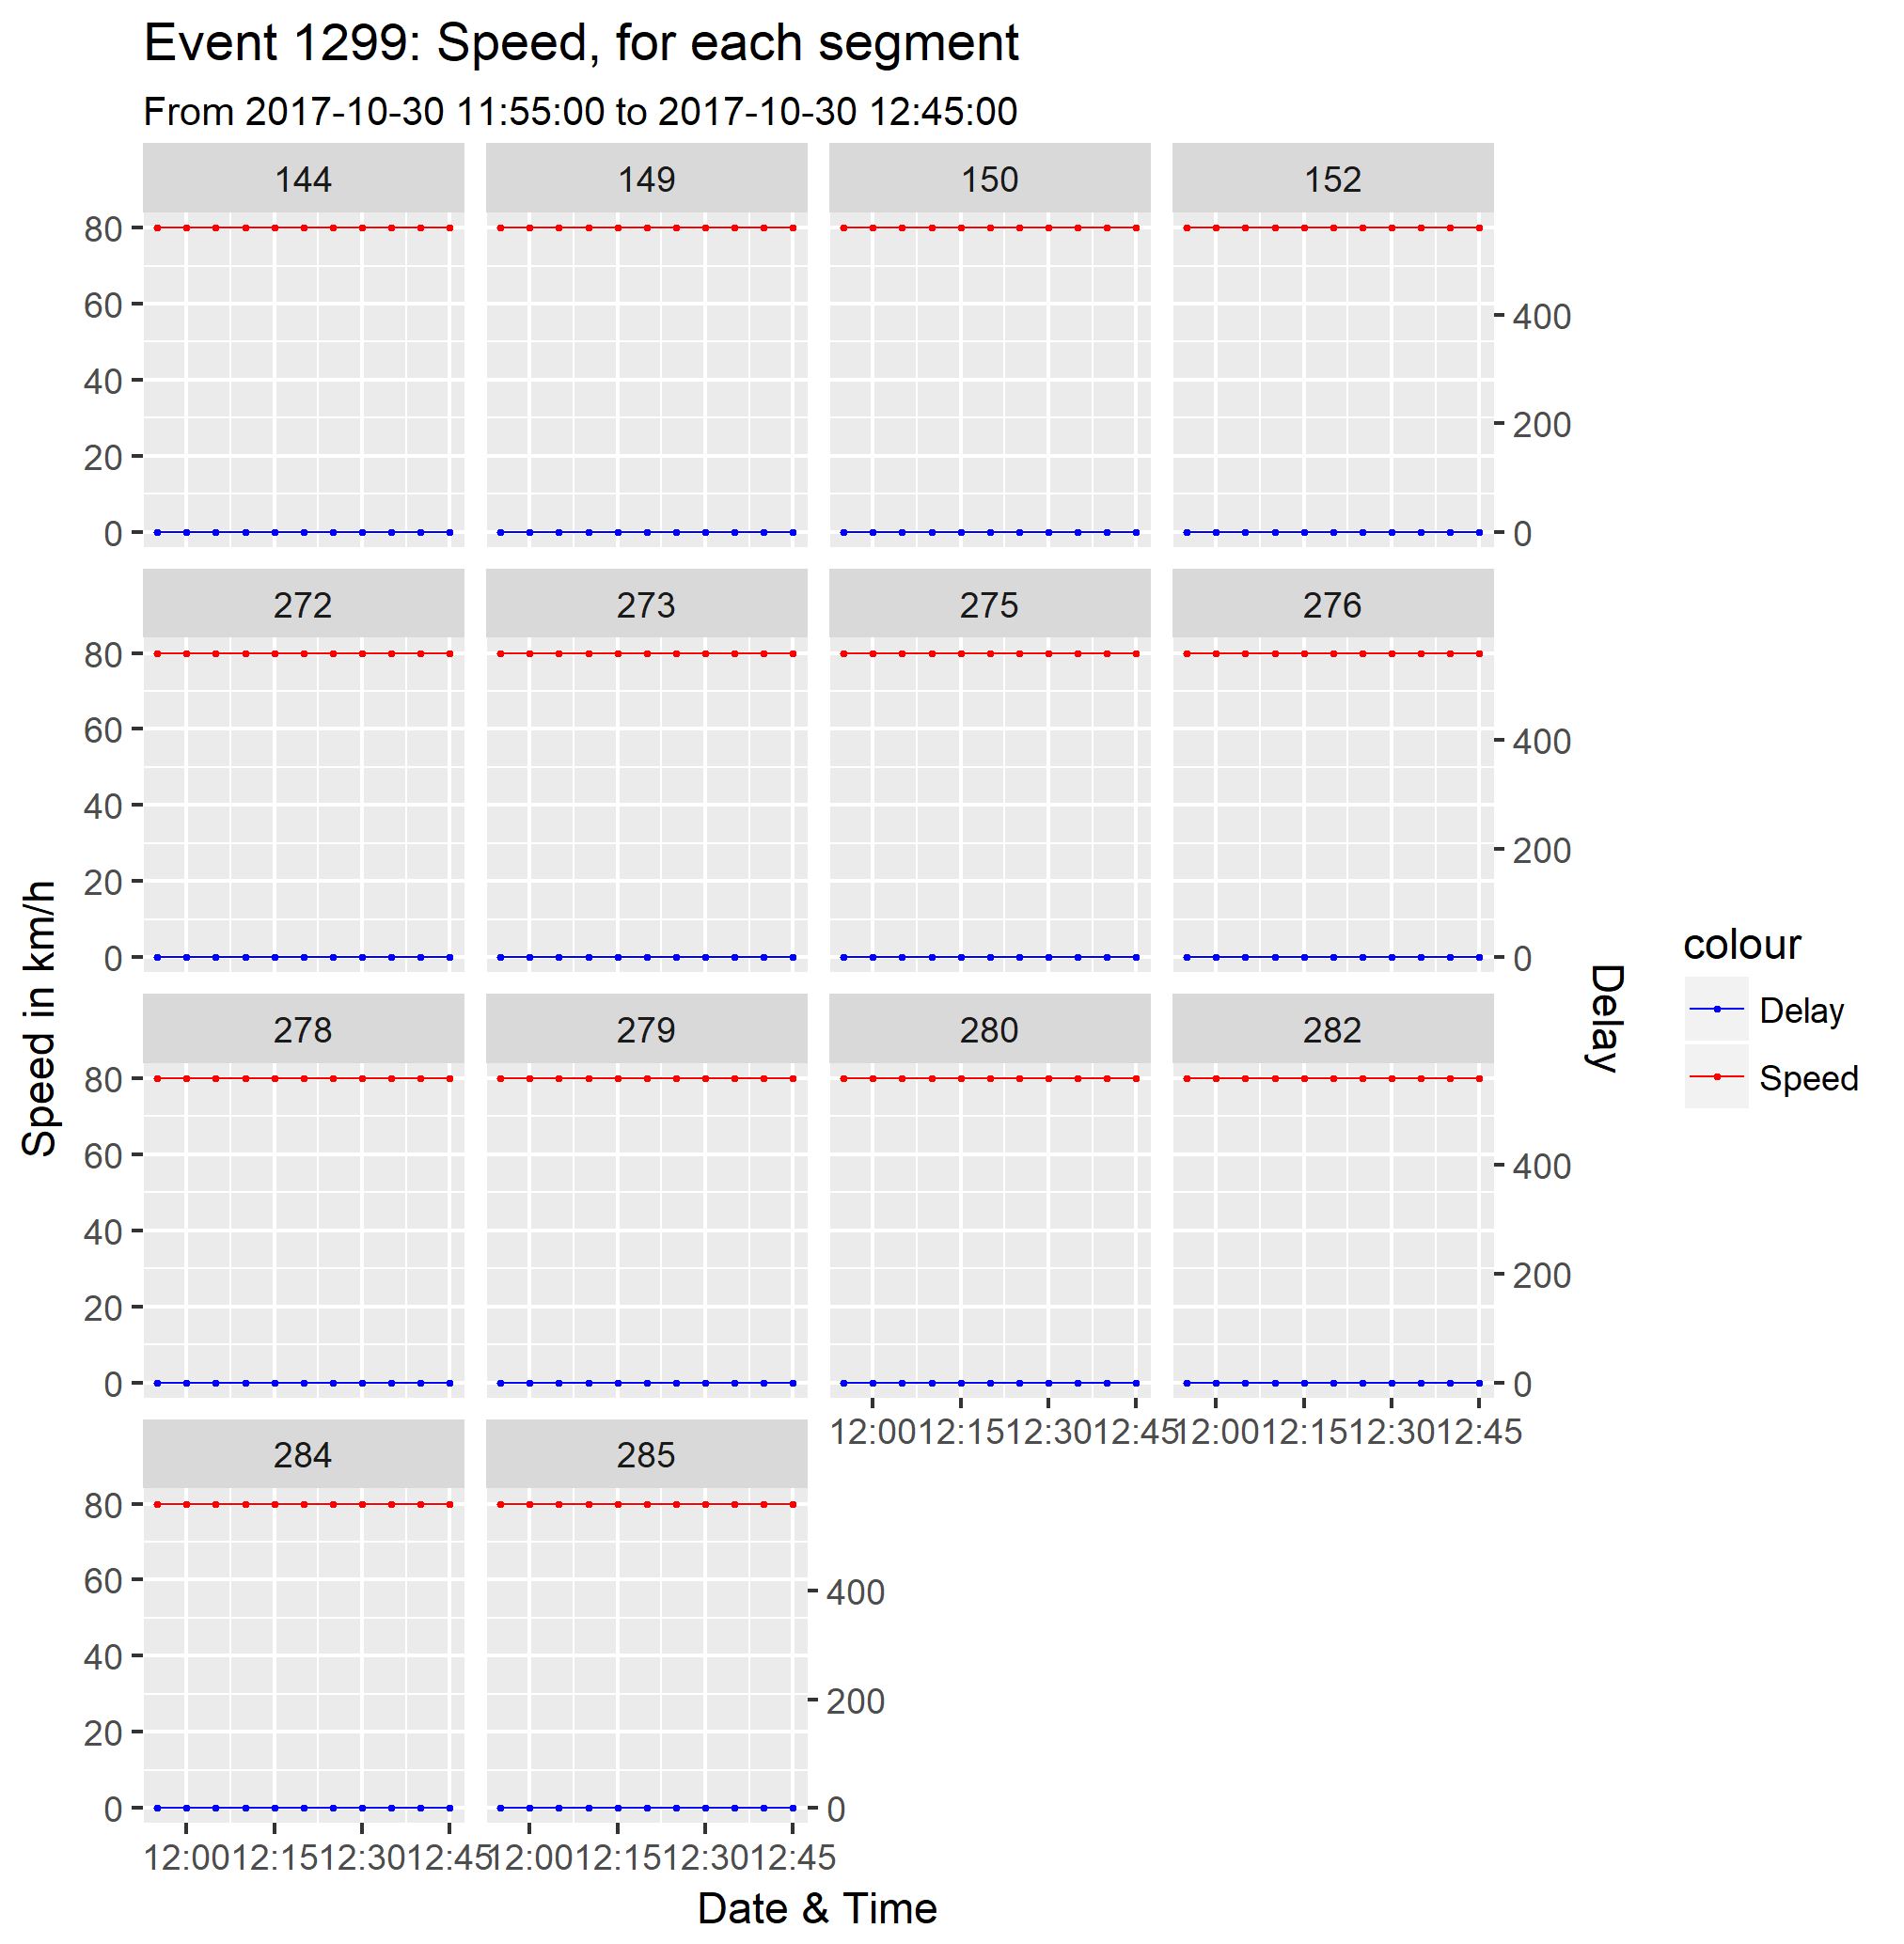 Event 1299: Speed, for each segment
From 2017-10-30 11:55:00 to 2017-10-30 12:45:00
144 149 150 152
80
60
40
20
0
400
200
0
272 273 275 276
80
60
40
20
0
400
200
0
278 279 280 282
80
60
40
20
0
400
200
0
12:00 12:15 12:30 12:45 12:00 12:15 12:30 12:45
284 285
80
60
40
20
0
400
200
0
12:00 12:15 12:30 12:45 12:00 12:15 12:30 12:45
Date & Time
Speed in km/h
Delay
colour
Delay
Speed